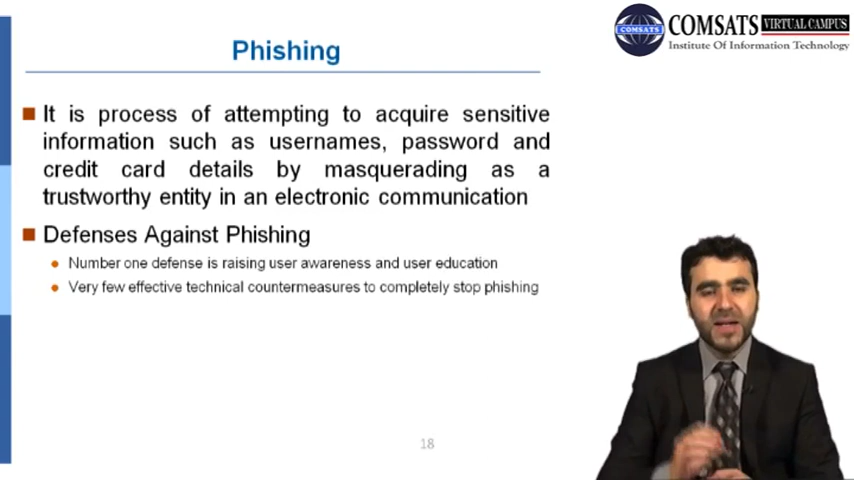 Phishing
COMSATS VIRTUAL CAMPUS
COMSATS
Institute Of Information Technology
It is process of attempting to acquire sensitive
information such as usernames, password and
credit card details by masquerading as a
trustworthy entity in an electronic communication
Defenses Against Phishing
Number one defense is raising user awareness and user education
Very few effective technical countermeasures to completely stop phishing
18